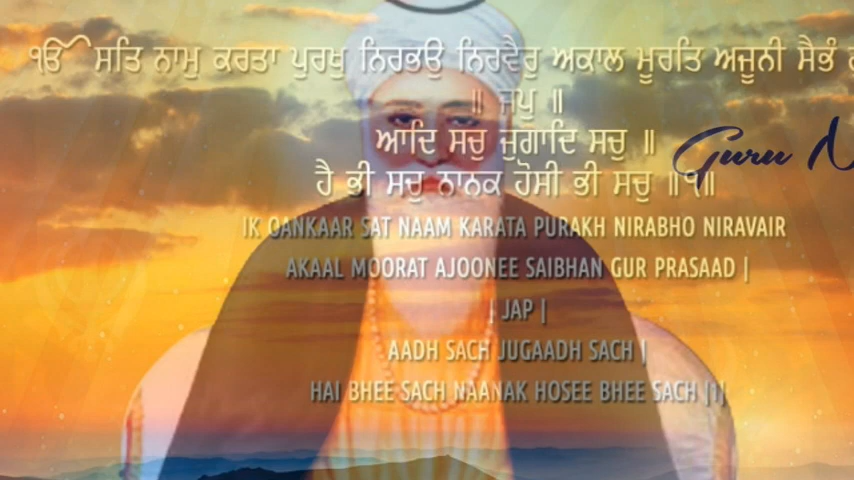 ੴ ਸਤਿ ਨਾਮੁ ਕਰਤਾ ਪੁਰਖੁ ਨਿਰਭਉ ਨਿਰਵੈਰੁ ਅਕਾਲ ਮੂਰਤਿ ਅਜੂਨੀ ਸੈਭੰ
॥ ਜਪੁ ॥
ਆਦਿ ਸਚੁ ਜੁਗਾਦਿ ਸਚੁ ॥
Guru N
ਹੈ ਭੀ ਸਚੁ ਨਾਨਕ ਹੋਸੀ ਭੀ ਸਚੁ ॥੧॥
IK OANKAAR SAT NAAM KARATA PURAKH NIRABHO NIRAVAIR
AKAAL MOORAT AJOONEE SAIBHAN GUR PRASAAD |
| JAP |
AADH SACH JUGAADH SACH |
HAI BHEE SACH NAANAK HOSEE BHEE SACH |1|